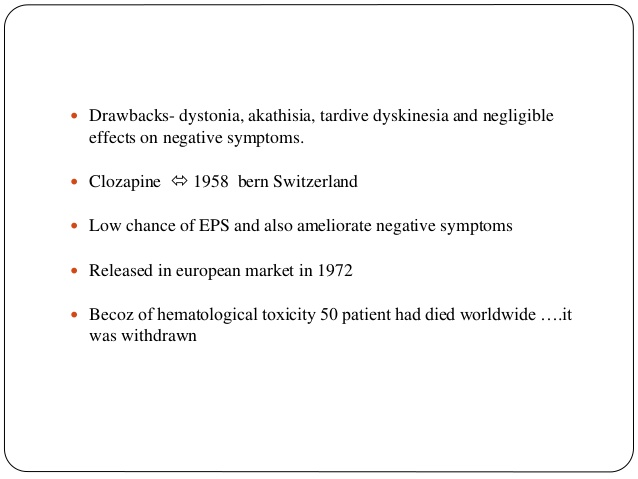 • Drawbacks- dystonia, akathisia, tardive dyskinesia and negligible
effects on negative symptoms.
• Clozapine ⬄ 1958 bern Switzerland
• Low chance of EPS and also ameliorate negative symptoms
• Released in european market in 1972
• Becoz of hematological toxicity 50 patient had died worldwide ….it
was withdrawn